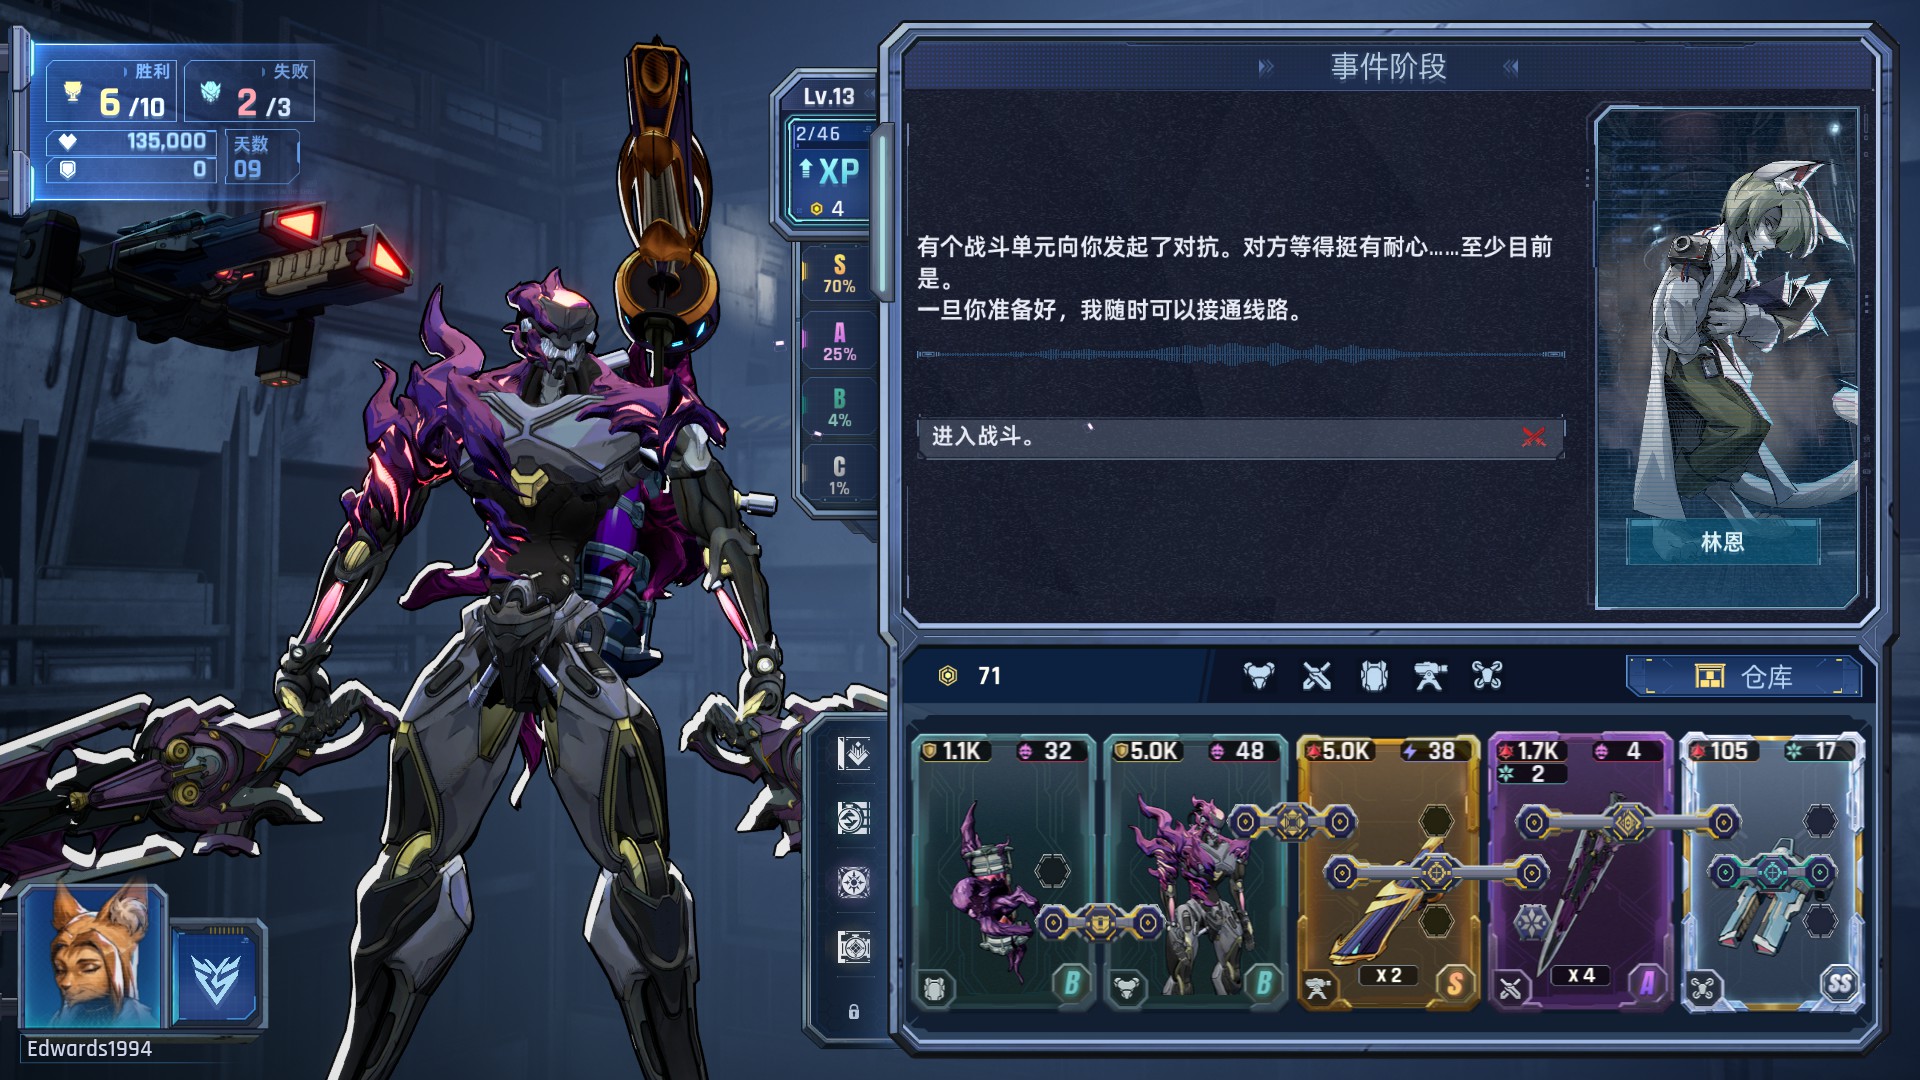 胜利
6 /10
失败
2 /3
135,000
0
天数
09
Lv.13
2/46
XP
4
S
70%
A
25%
B
4%
C
1%
事件阶段
有个战斗单元向你发起了对抗。对方等得挺有耐心……至少目前
是。
一旦你准备好，我随时可以接通线路。
进入战斗。
林恩
71
仓库
1.1K 32
B
5.0K 48
B
5.0K 38
x 2
S
1.7K 4
2
x 4
A
105 17
SS
Edwards1994